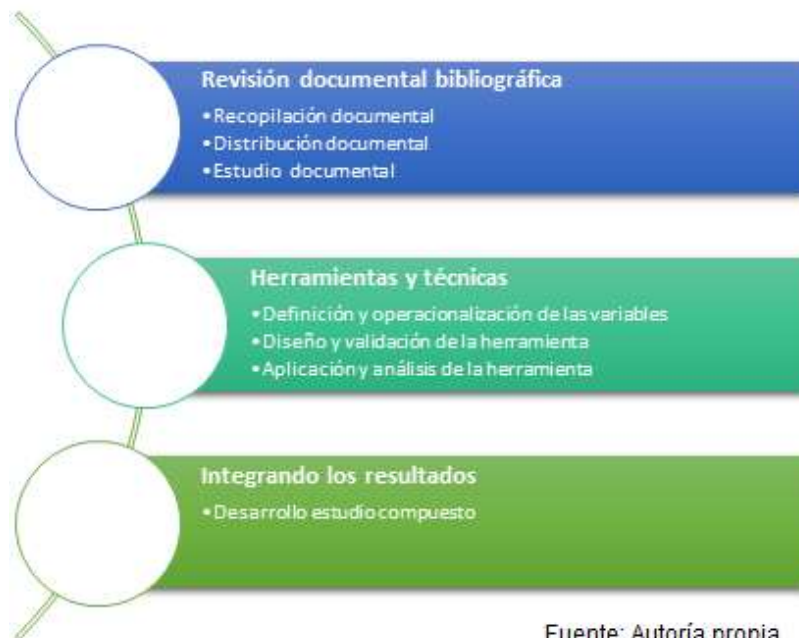 Revisión documental bibliográfica
•Recopilación documental
•Distribución documental
•Estudio documental
Herramientas y técnicas
•Definición y operacionalización de las variables
•Diseño y validación de la herramienta
•Aplicación y análisis de la herramienta
Integrando los resultados
•Desarrollo estudio compuesto
Fuente: Autoría propia